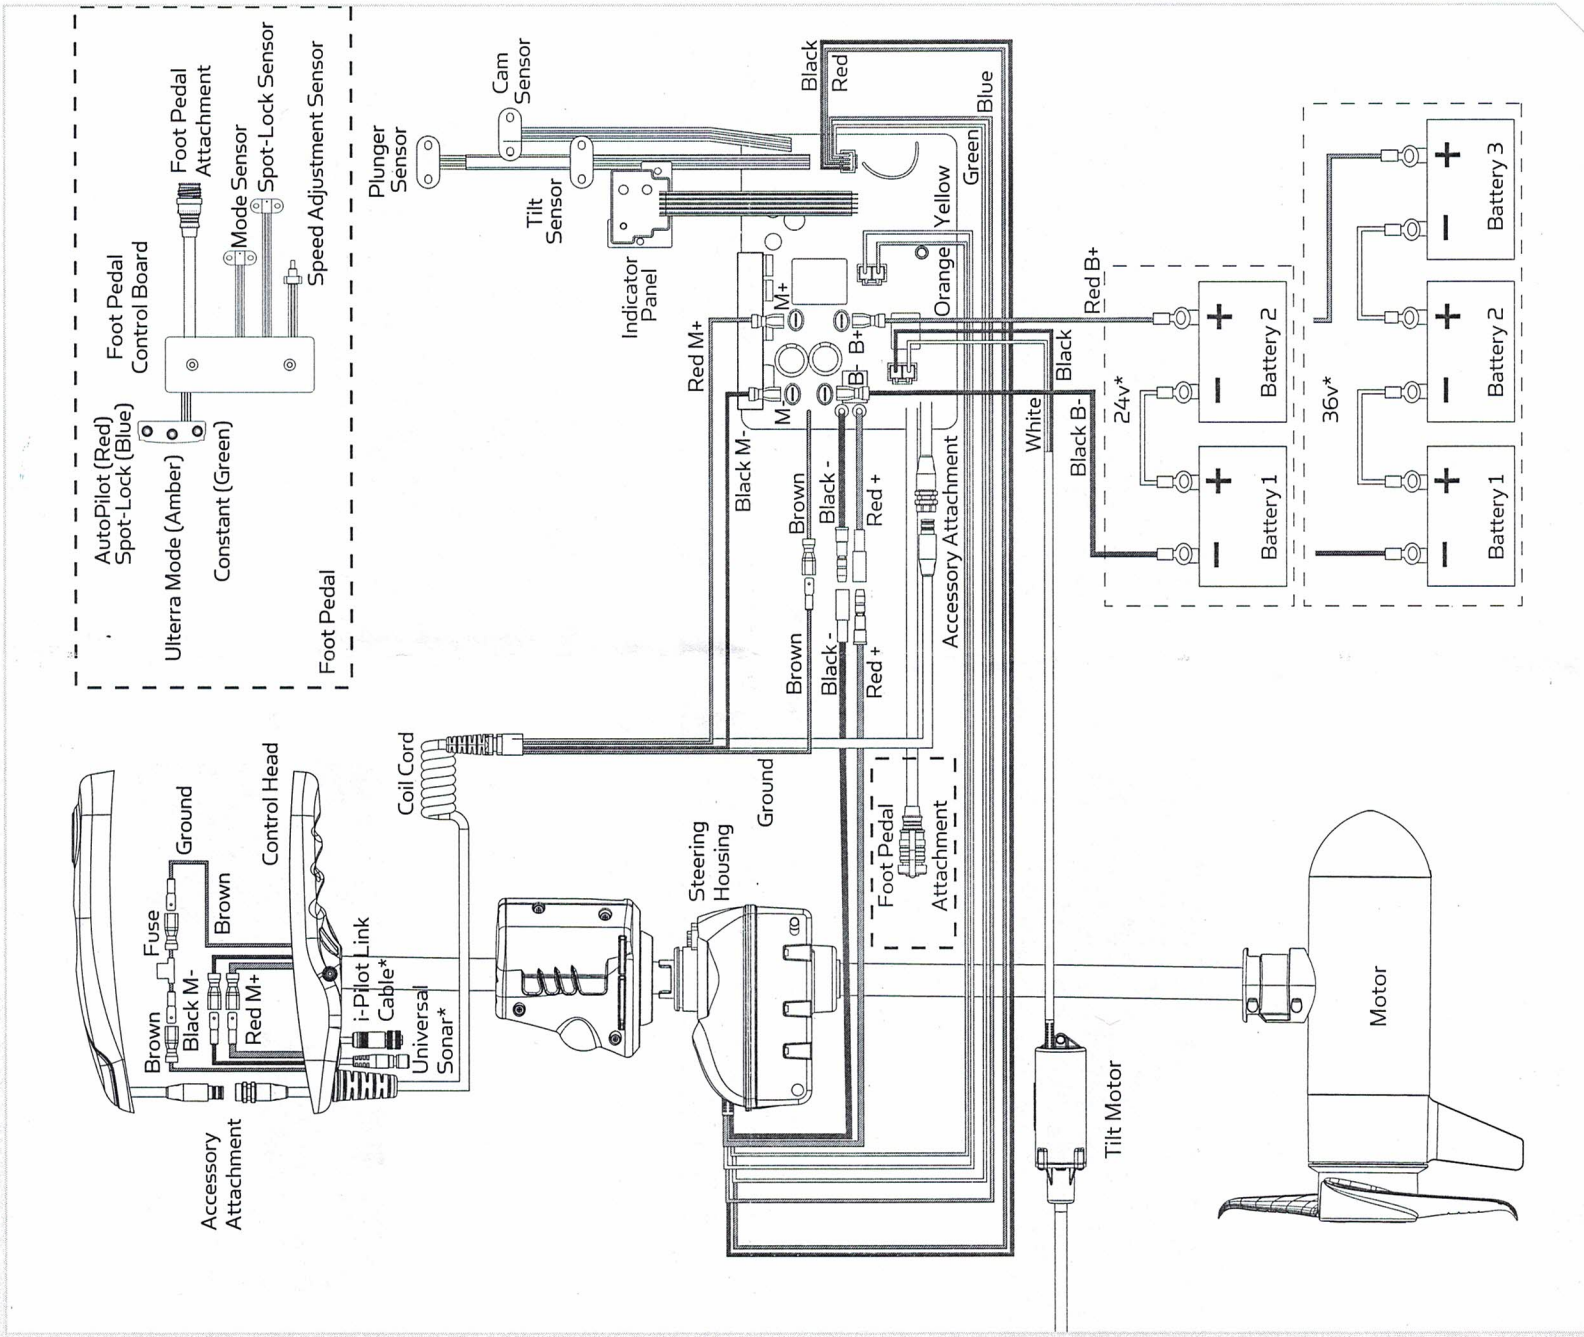 AutoPilot (Red)
Spot-Lock (Blue)
Ulterra Mode (Amber)
Constant (Green)
Foot Pedal
Control Board
Foot Pedal
Attachment
Mode Sensor
Spot-Lock Sensor
Speed Adjustment Sensor
Foot Pedal
Plunger
Sensor
Cam
Sensor
Tilt
Sensor
Indicator
Panel
Black
Red
Blue
Green
Yellow
Orange
Red M+
Black M-
M+
M-
B+
B-
Red B+
Black
White
Black B-
Brown
Black -
Red +
Brown
Black -
Red +
Accessory Attachment
24v*
Battery 1
- +
Battery 2
- +
36v*
Battery 1
- +
Battery 2
- +
Battery 3
- +
Accessory
Attachment
Brown
Fuse
Ground
Black M-
Red M+
Brown
Control Head
i-Pilot Link
Cable*
Universal
Sonar*
Coil Cord
Ground
Steering
Housing
Foot Pedal
Attachment
Tilt Motor
Motor